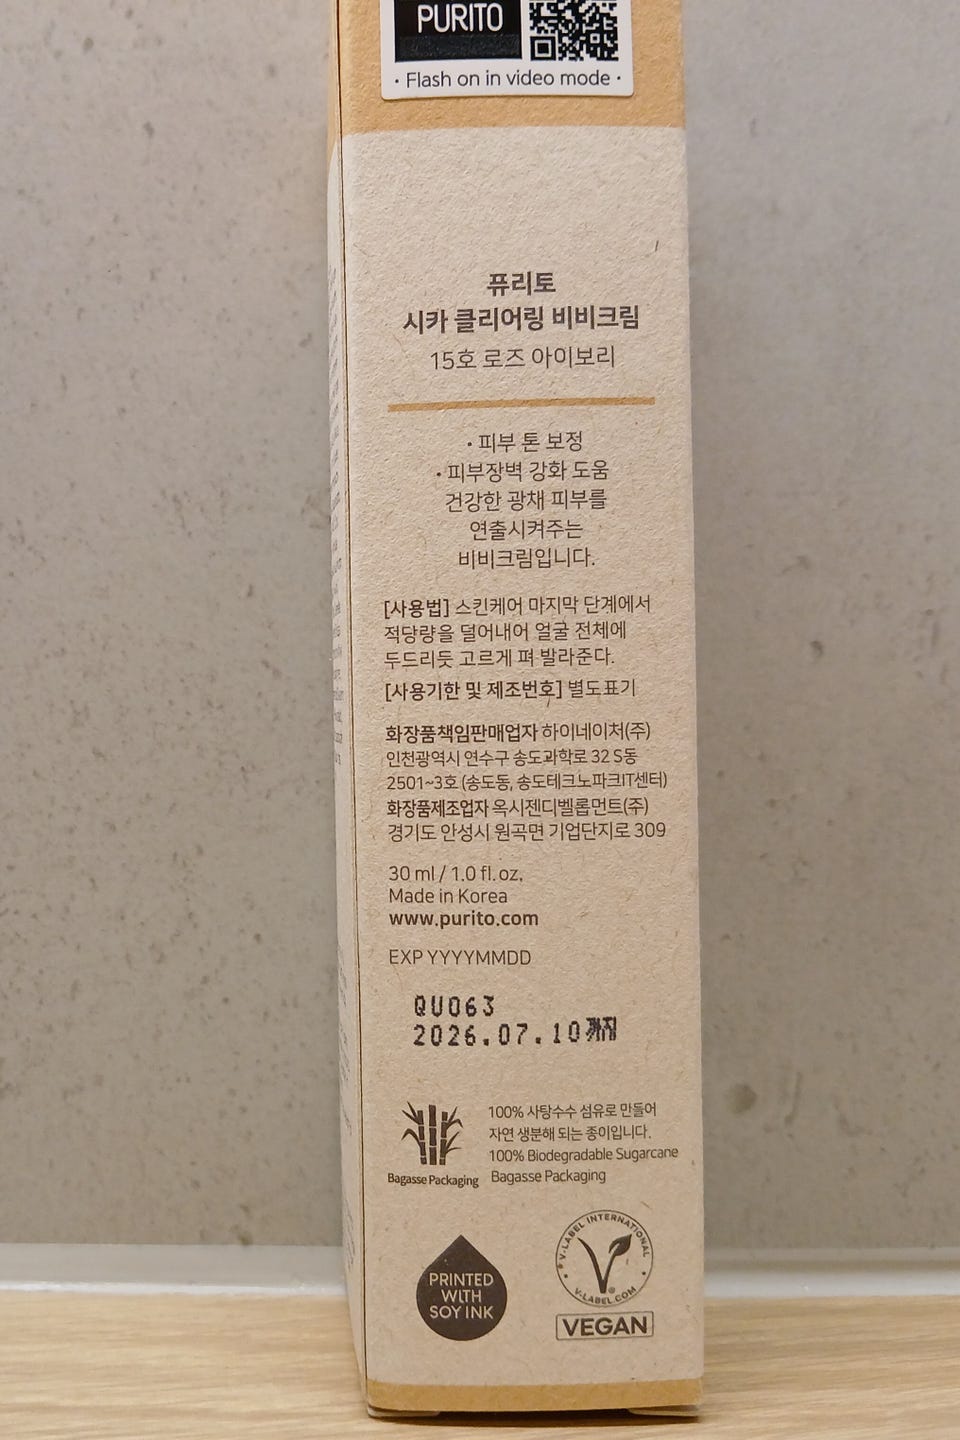 PURITO
· Flash on in video mode ·
퓨리토
시카 클리어링 비비크림
15호 로즈 아이보리
· 피부 톤 보정
· 피부장벽 강화 도움
건강한 광채 피부를
연출시켜주는
비비크림입니다.
[사용법] 스킨케어 마지막 단계에서
적당량을 덜어내어 얼굴 전체에
두드리듯 고르게 펴 발라준다.
[사용기한 및 제조번호] 별도표기
화장품책임판매업자 하이네이처(주)
인천광역시 연수구 송도과학로 32 S동
2501~3호 (송도동, 송도테크노파크IT센터)
화장품제조업자 옥시젠디벨롭먼트(주)
경기도 안성시 원곡면 기업단지로 309
30 ml / 1.0 fl. oz.
Made in Korea
www.purito.com
EXP YYYYMMDD
QU063
2026.07.10까지
100% 사탕수수 섬유로 만들어
자연 생분해 되는 종이입니다.
100% Biodegradable Sugarcane
Bagasse Packaging
Bagasse Packaging
PRINTED
WITH
SOY INK
V-LABEL INTERNATIONAL
V-LABEL.COM
VEGAN